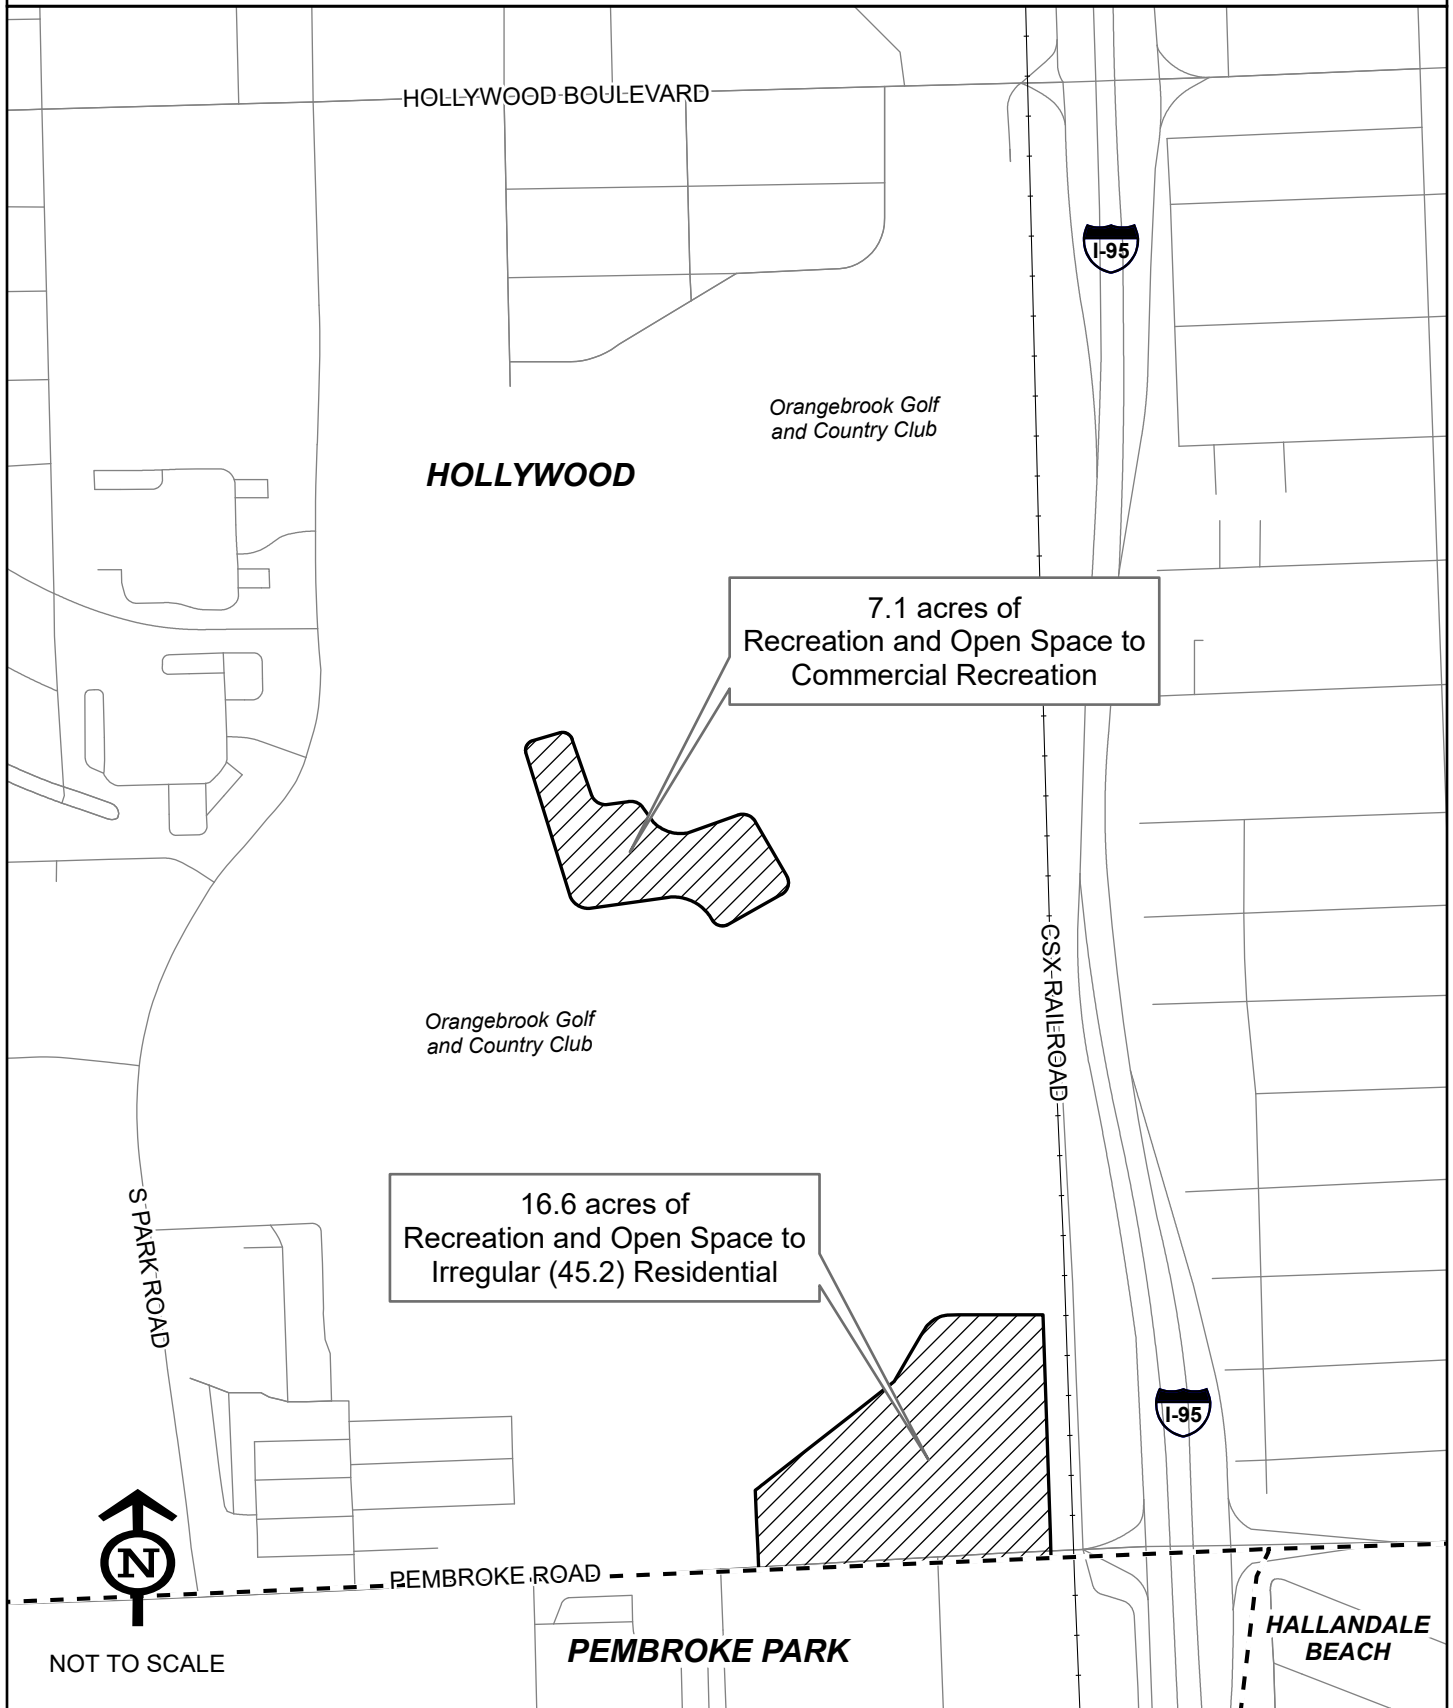 HOLLYWOOD BOULEVARD
I-95
Orangebrook Golf
and Country Club
HOLLYWOOD
7.1 acres of
Recreation and Open Space to
Commercial Recreation
CSX RAILROAD
Orangebrook Golf
and Country Club
S PARK ROAD
16.6 acres of
Recreation and Open Space to
Irregular (45.2) Residential
I-95
N
PEMBROKE ROAD
HALLANDALE
BEACH
PEMBROKE PARK
NOT TO SCALE